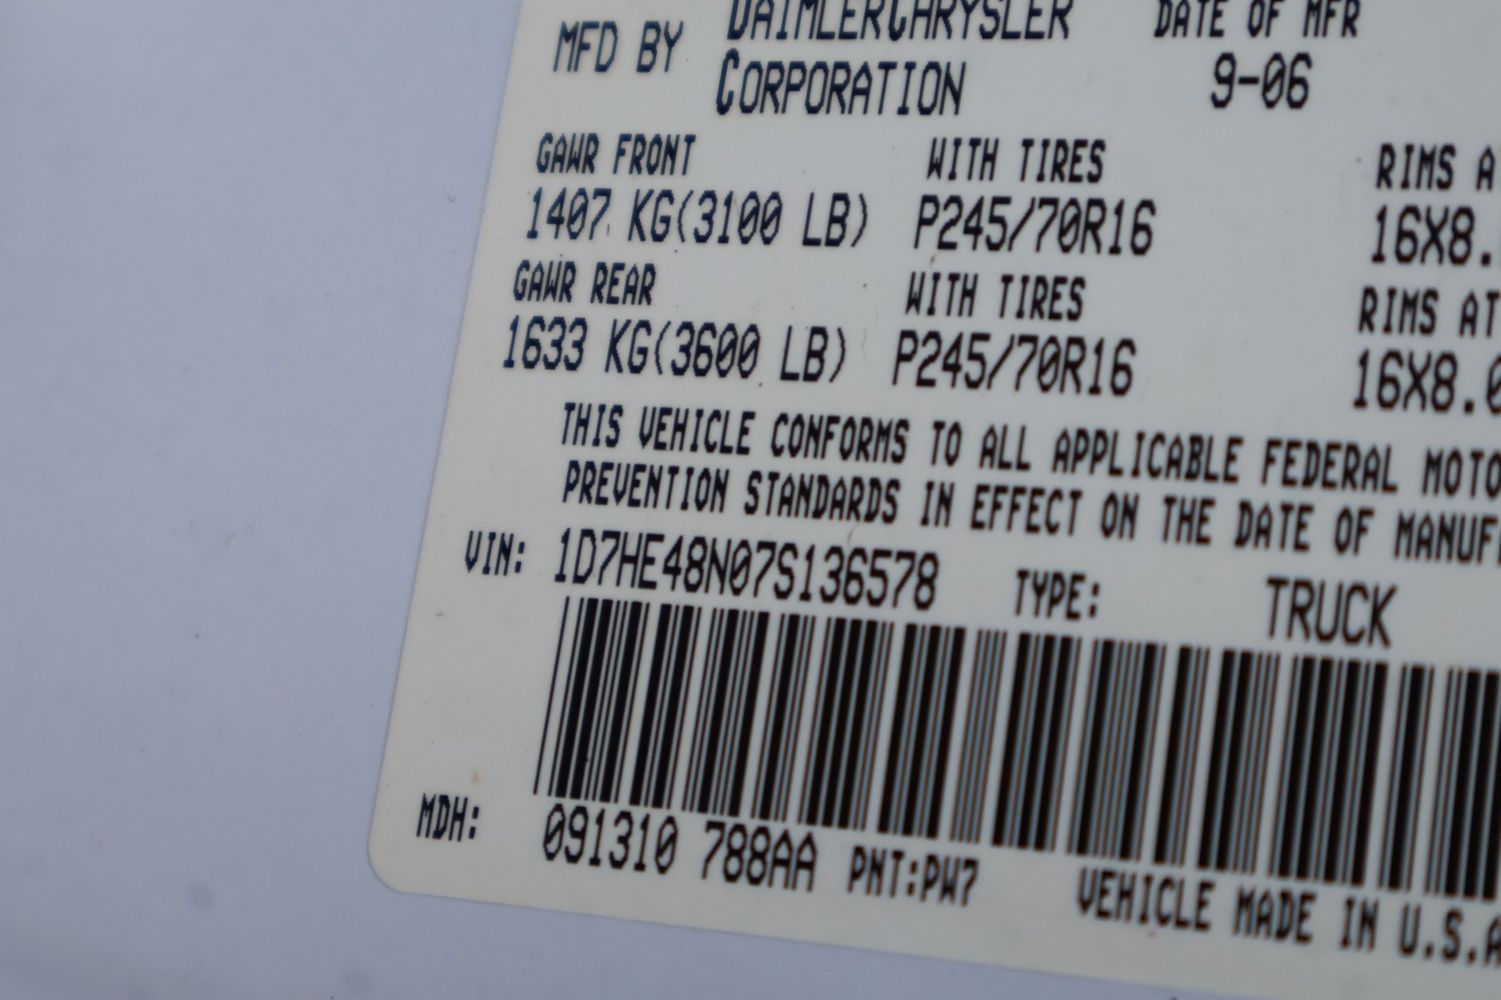 MFD BY DAIMLERCHRYSLER CORPORATION DATE OF MFR 9-06
GAWR FRONT WITH TIRES RIMS A
1407 KG(3100 LB) P245/70R16 16X8.
GAWR REAR WITH TIRES RIMS AT
1633 KG(3600 LB) P245/70R16 16X8.0
THIS VEHICLE CONFORMS TO ALL APPLICABLE FEDERAL MOTO
PREVENTION STANDARDS IN EFFECT ON THE DATE OF MANUF
VIN: 1D7HE48N07S136578 TYPE: TRUCK
MDH: 091310 788AA PNT:PW7 VEHICLE MADE IN U.S.A